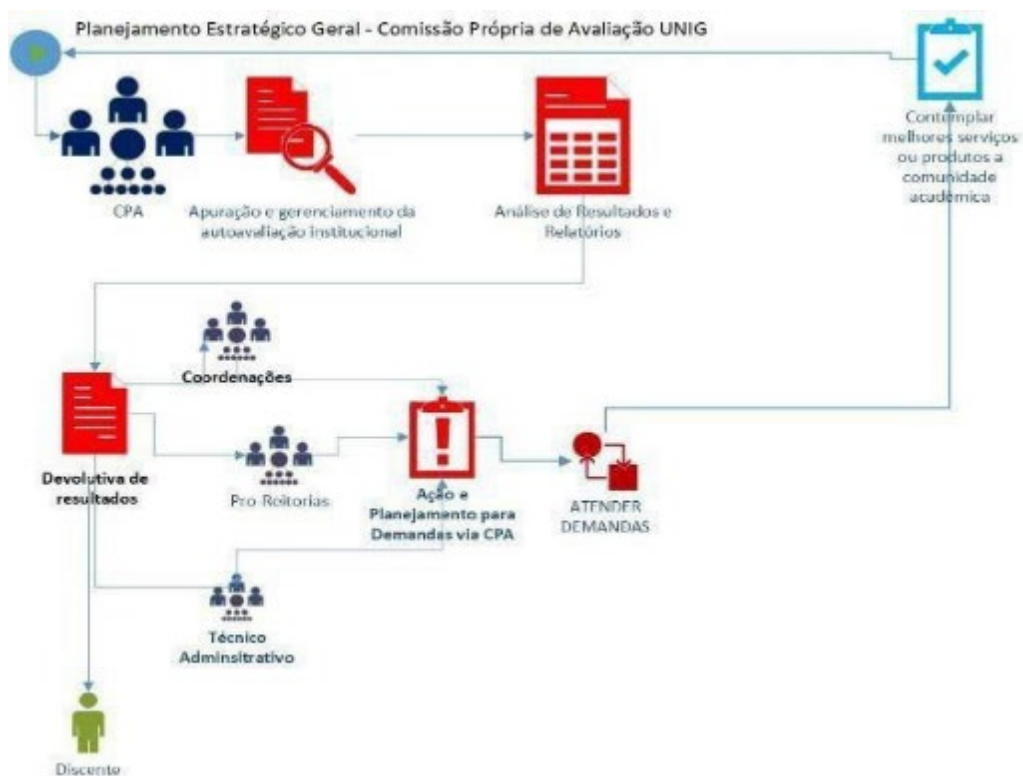 Planejamento Estratégico Geral - Comissão Própria de Avaliação UNIG
CPA
Apuração e gerenciamento da
autoavaliação institucional
Análise de Resultados e
Relatórios
Contemplar
melhores serviços
ou produtos a
comunidade
acadêmica
Coordenações
Devolutiva de
resultados
Pro-Reitorias
Ação e
Planejamento para
Demandas via CPA
ATENDER
DEMANDAS
Técnico
Adminsitrativo
Discente